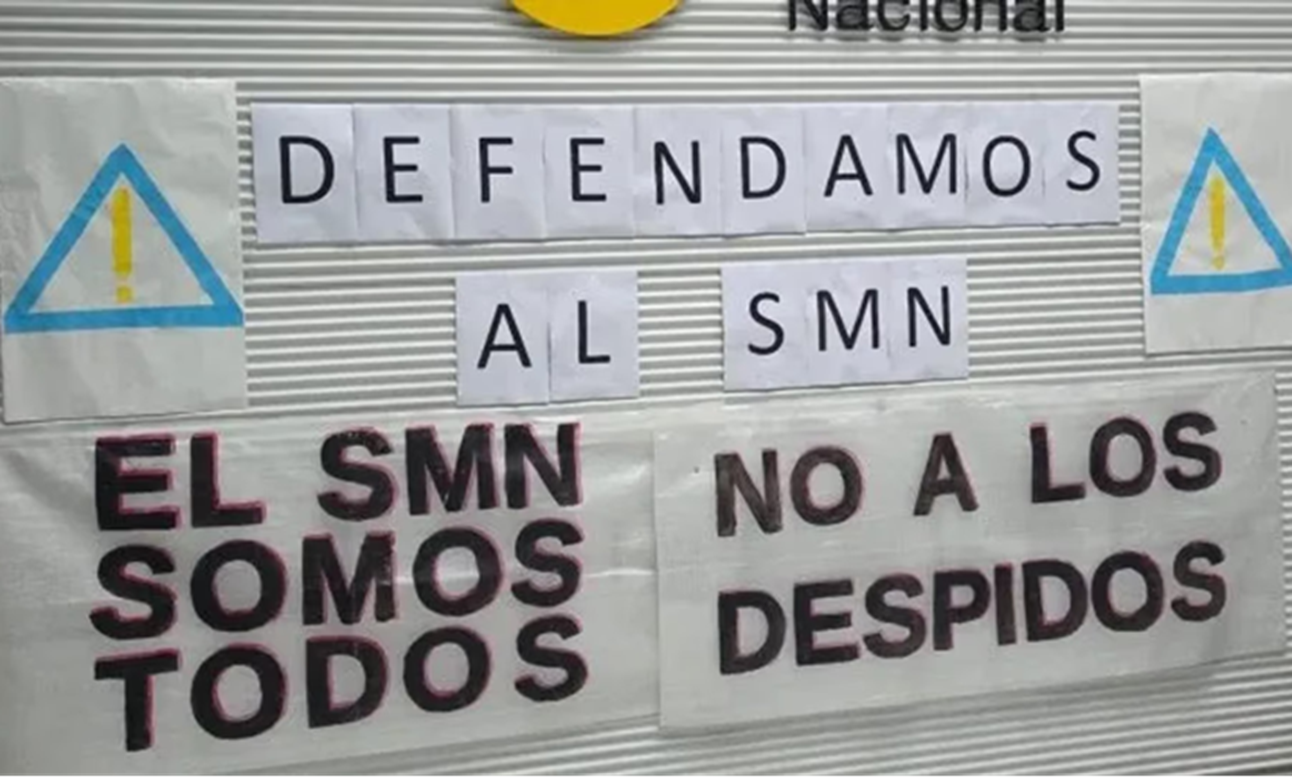 Nacional
!
DEFENDAMOS
!
AL SMN
EL SMN
SOMOS
TODOS
NO A LOS
DESPIDOS